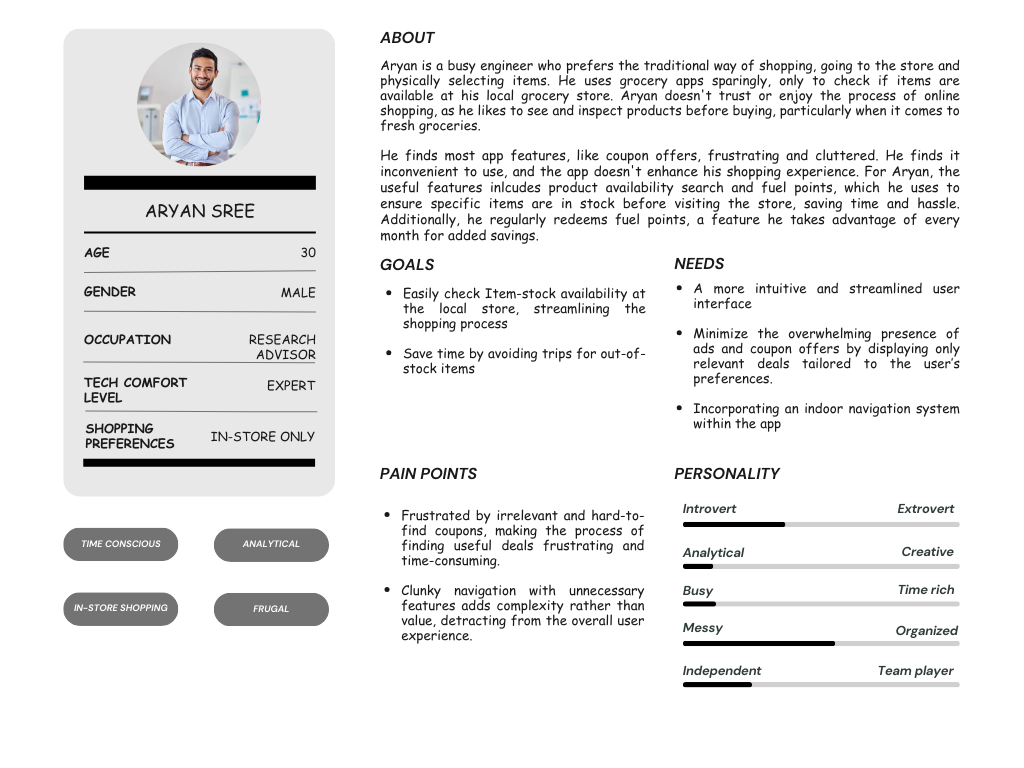 ARYAN SREE
AGE 30
GENDER MALE
OCCUPATION RESEARCH
ADVISOR
TECH COMFORT EXPERT
LEVEL
SHOPPING
PREFERENCES IN-STORE ONLY
TIME CONSCIOUS
ANALYTICAL
IN-STORE SHOPPING
FRUGAL
ABOUT
Aryan is a busy engineer who prefers the traditional way of shopping, going to the store and
physically selecting items. He uses grocery apps sparingly, only to check if items are
available at his local grocery store. Aryan doesn't trust or enjoy the process of online
shopping, as he likes to see and inspect products before buying, particularly when it comes to
fresh groceries.
He finds most app features, like coupon offers, frustrating and cluttered. He finds it
inconvenient to use, and the app doesn't enhance his shopping experience. For Aryan, the
useful features inlcudes product availability search and fuel points, which he uses to
ensure specific items are in stock before visiting the store, saving time and hassle.
Additionally, he regularly redeems fuel points, a feature he takes advantage of every
month for added savings.
GOALS
• Easily check Item-stock availability at
the local store, streamlining the
shopping process
• Save time by avoiding trips for out-of-
stock items
NEEDS
• A more intuitive and streamlined user
interface
• Minimize the overwhelming presence of
ads and coupon offers by displaying only
relevant deals tailored to the user's
preferences.
• Incorporating an indoor navigation system
within the app
PAIN POINTS
• Frustrated by irrelevant and hard-to-
find coupons, making the process of
finding useful deals frustrating and
time-consuming.
• Clunky navigation with unnecessary
features adds complexity rather than
value, detracting from the overall user
experience.
PERSONALITY
Introvert Extrovert
Analytical Creative
Busy Time rich
Messy Organized
Independent Team player